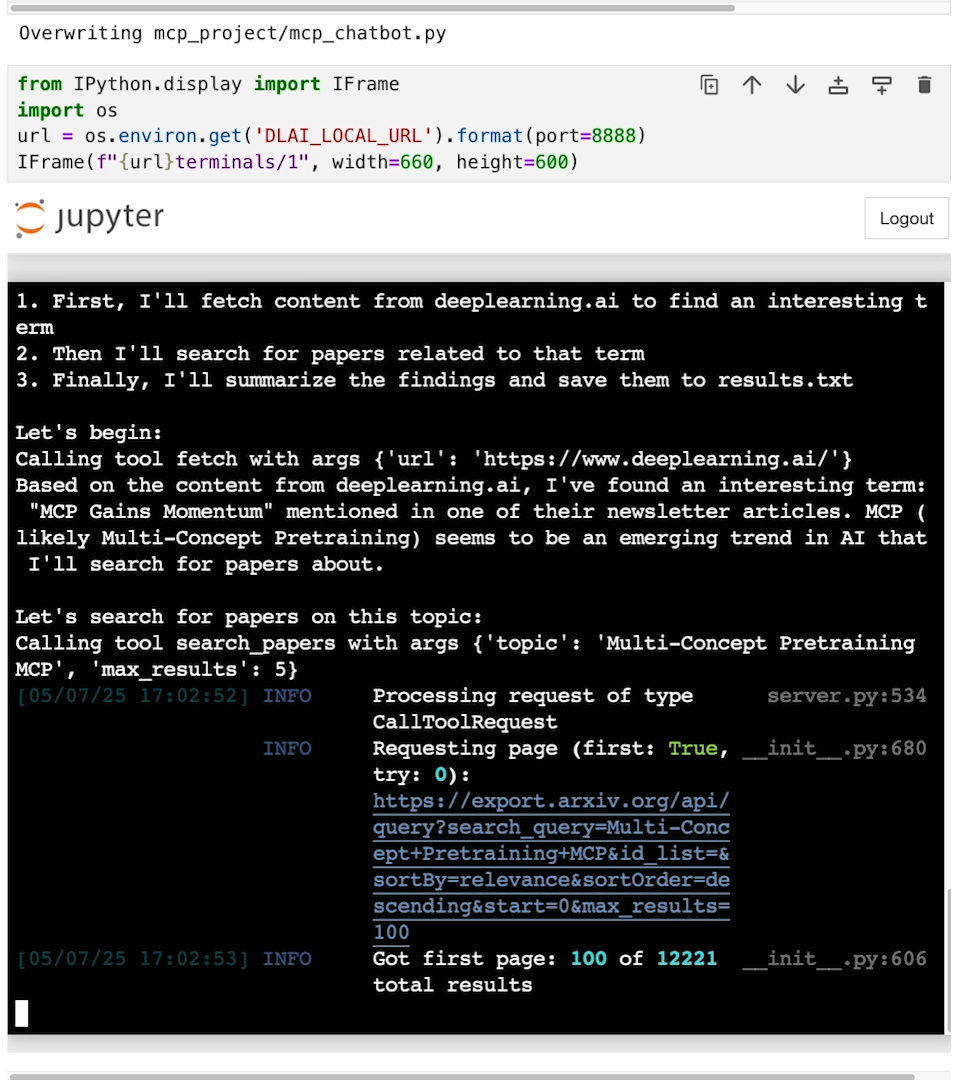 Overwriting mcp_project/mcp_chatbot.py
from IPython.display import IFrame
import os
url = os.environ.get('DLAI_LOCAL_URL').format(port=8888)
IFrame(f"{url}terminals/1", width=660, height=600)
jupyter
Logout
1. First, I'll fetch content from deeplearning.ai to find an interesting t
erm
2. Then I'll search for papers related to that term
3. Finally, I'll summarize the findings and save them to results.txt
Let's begin:
Calling tool fetch with args {'url': 'https://www.deeplearning.ai/'}
Based on the content from deeplearning.ai, I've found an interesting term:
"MCP Gains Momentum" mentioned in one of their newsletter articles. MCP (
likely Multi-Concept Pretraining) seems to be an emerging trend in AI that
I'll search for papers about.
Let's search for papers on this topic:
Calling tool search_papers with args {'topic': 'Multi-Concept Pretraining
MCP', 'max_results': 5}
[05/07/25 17:02:52] INFO Processing request of type server.py:534
CallToolRequest
INFO Requesting page (first: True, __init__.py:680
try: 0):
https://export.arxiv.org/api/
query?search_query=Multi-Conc
ept+Pretraining+MCP&id_list=&
sortBy=relevance&sortOrder=de
scending&start=0&max_results=
100
[05/07/25 17:02:53] INFO Got first page: 100 of 12221 __init__.py:606
total results